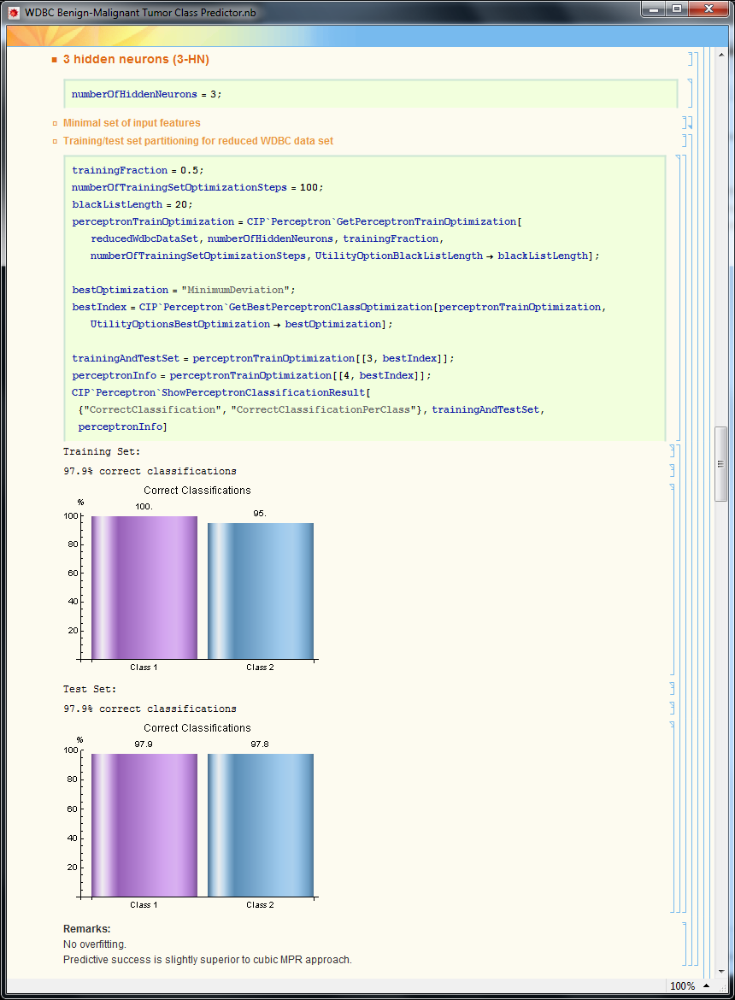 WDBC Benign-Malignant Tumor Class Predictor.nb
3 hidden neurons (3-HN)
numberOfHiddenNeurons = 3;
Minimal set of input features
Training/test set partitioning for reduced WDBC data set
trainingFraction = 0.5;
numberOfTrainingSetOptimizationSteps = 100;
blackListLength = 20;
perceptronTrainOptimization = CIP`Perceptron`GetPerceptronTrainOptimization[
reducedWdbcDataSet, numberOfHiddenNeurons, trainingFraction,
numberOfTrainingSetOptimizationSteps, UtilityOptionBlackListLength → blackListLength];
bestOptimization = "MinimumDeviation";
bestIndex = CIP`Perceptron`GetBestPerceptronClassOptimization[perceptronTrainOptimization,
UtilityOptionsBestOptimization → bestOptimization];
trainingAndTestSet = perceptronTrainOptimization[[3, bestIndex]];
perceptronInfo = perceptronTrainOptimization[[4, bestIndex]];
CIP`Perceptron`ShowPerceptronClassificationResult[
{"CorrectClassification", "CorrectClassificationPerClass"}, trainingAndTestSet,
perceptronInfo]
Training Set:
97.9% correct classifications
Correct Classifications
%
100. 95.
100
80
60
40
20
Class 1 Class 2
Test Set:
97.9% correct classifications
Correct Classifications
%
97.9 97.8
100
80
60
40
20
Class 1 Class 2
Remarks:
No overfitting.
Predictive success is slightly superior to cubic MPR approach.
100%